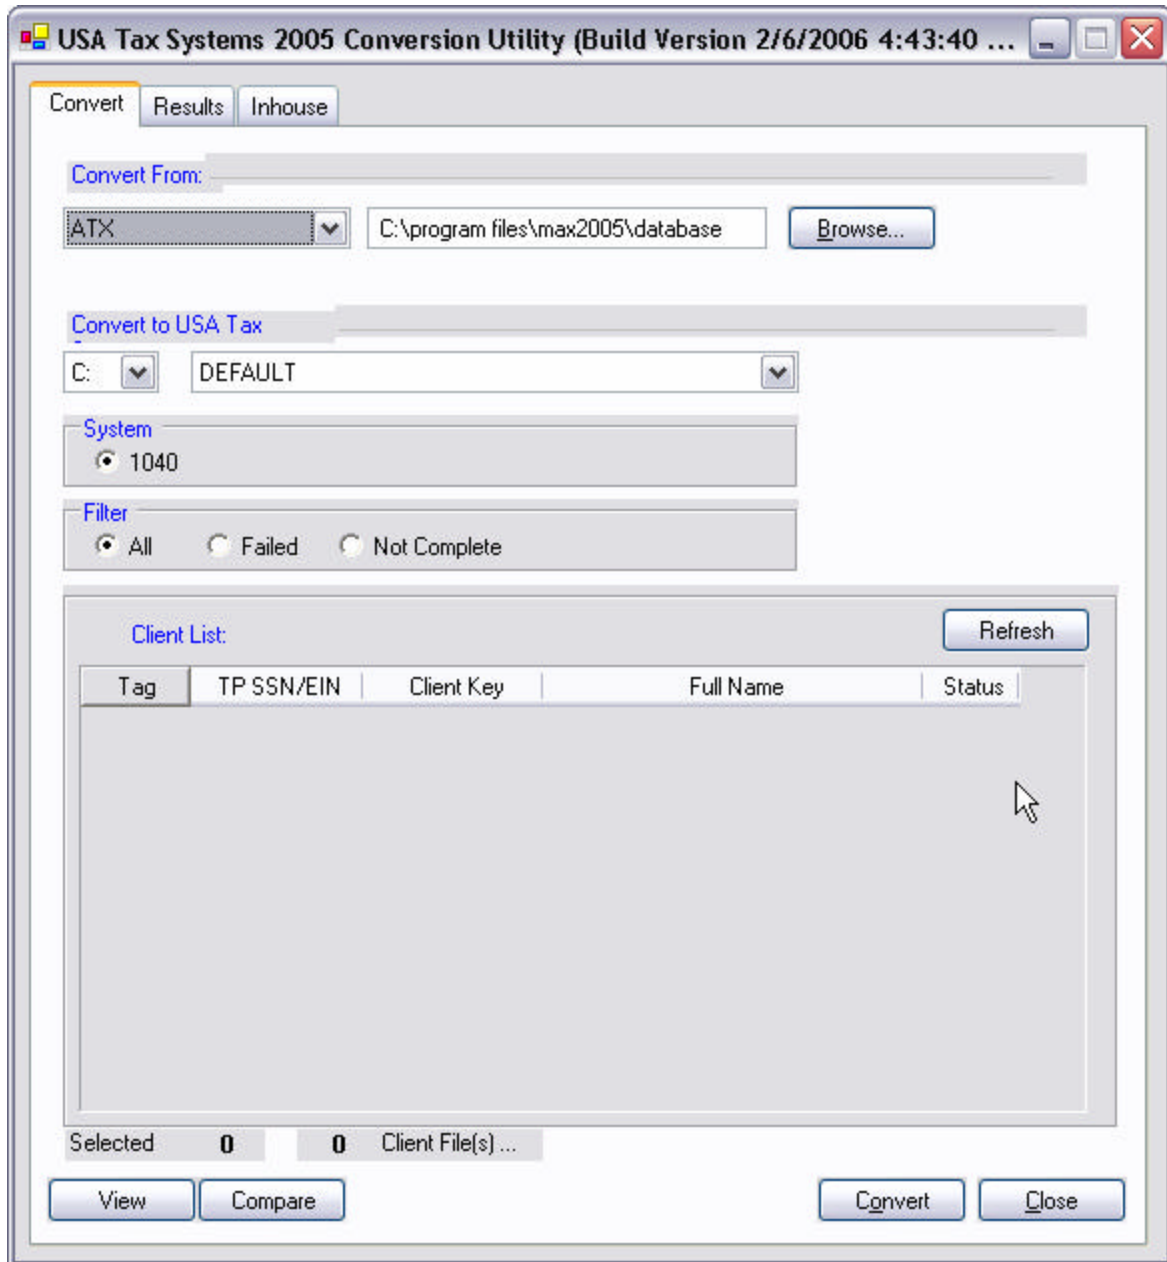 USA Tax Systems 2005 Conversion Utility (Build Version 2/6/2006 4:43:40 ...
Convert Results Inhouse
Convert From:
ATX C:\program files\max2005\database Browse...
Convert to USA Tax
C: DEFAULT
System
1040
Filter
All Failed Not Complete
Client List: Refresh
Tag TP SSN/EIN Client Key Full Name Status
Selected 0 0 Client File(s) ...
View Compare Convert Close